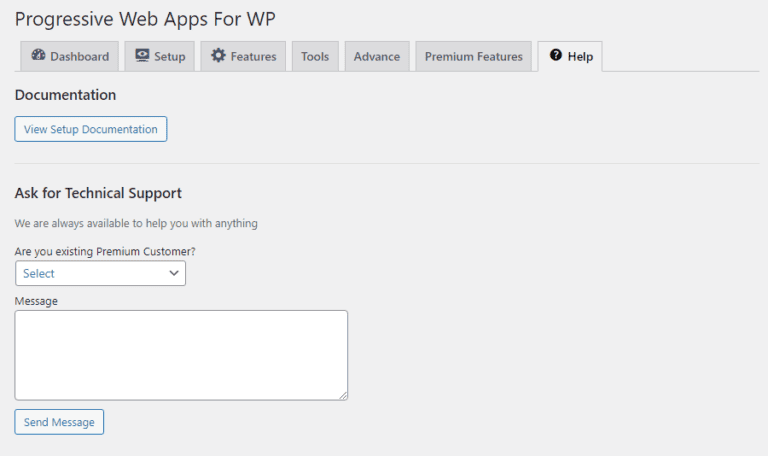 Progressive Web Apps For WP
Dashboard Setup Features Tools Advance Premium Features Help
Documentation
View Setup Documentation
Ask for Technical Support
We are always available to help you with anything
Are you existing Premium Customer?
Select
Message
Send Message